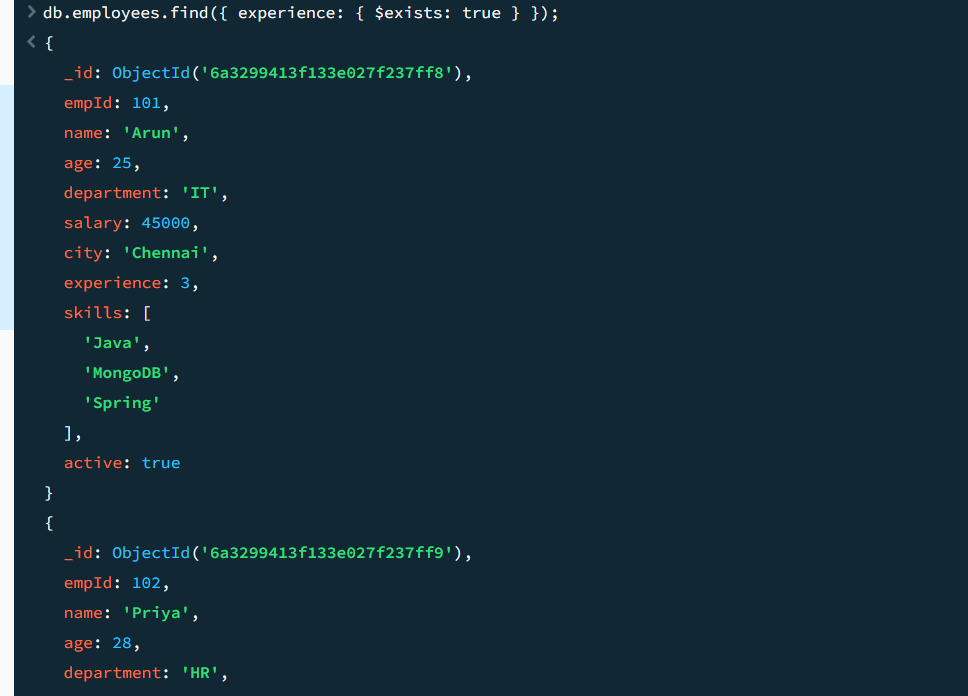 > db.employees.find({ experience: { $exists: true } });
< {
_id: ObjectId('6a3299413f133e027f237ff8'),
empId: 101,
name: 'Arun',
age: 25,
department: 'IT',
salary: 45000,
city: 'Chennai',
experience: 3,
skills: [
'Java',
'MongoDB',
'Spring'
],
active: true
}
{
_id: ObjectId('6a3299413f133e027f237ff9'),
empId: 102,
name: 'Priya',
age: 28,
department: 'HR',